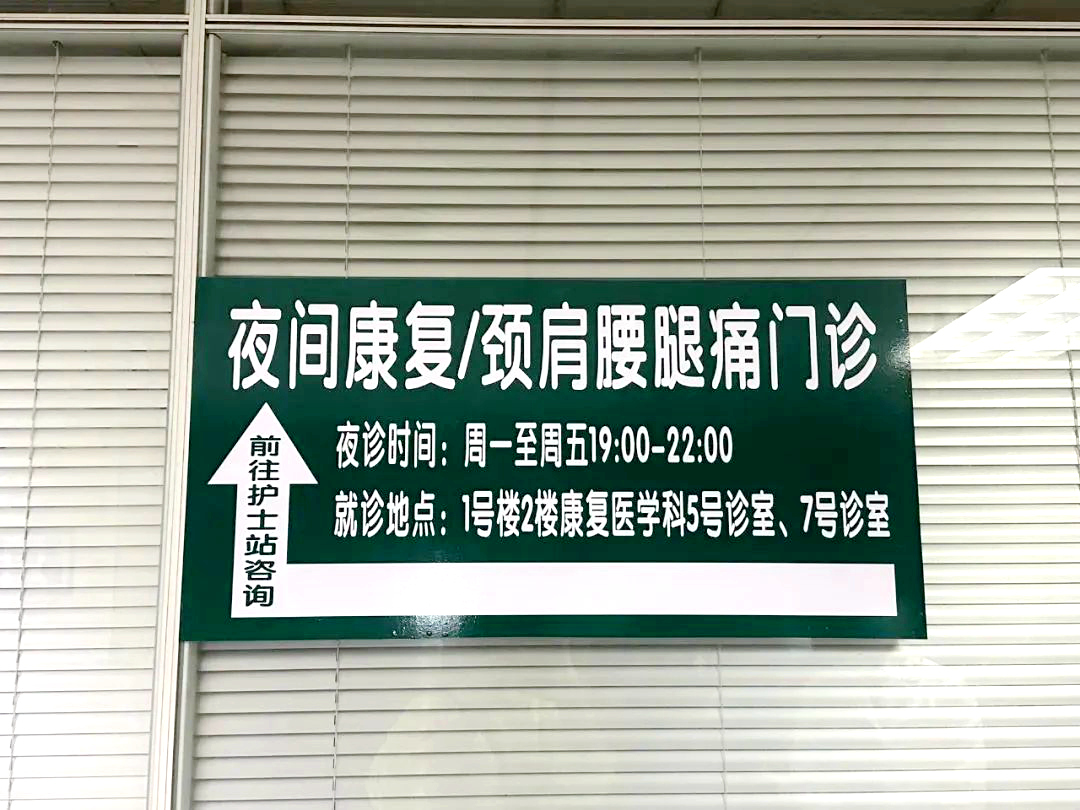 夜间康复/颈肩腰腿痛门诊
夜诊时间：周一至周五19:00-22:00
就诊地点：1号楼2楼康复医学科5号诊室、7号诊室
前往护士站咨询